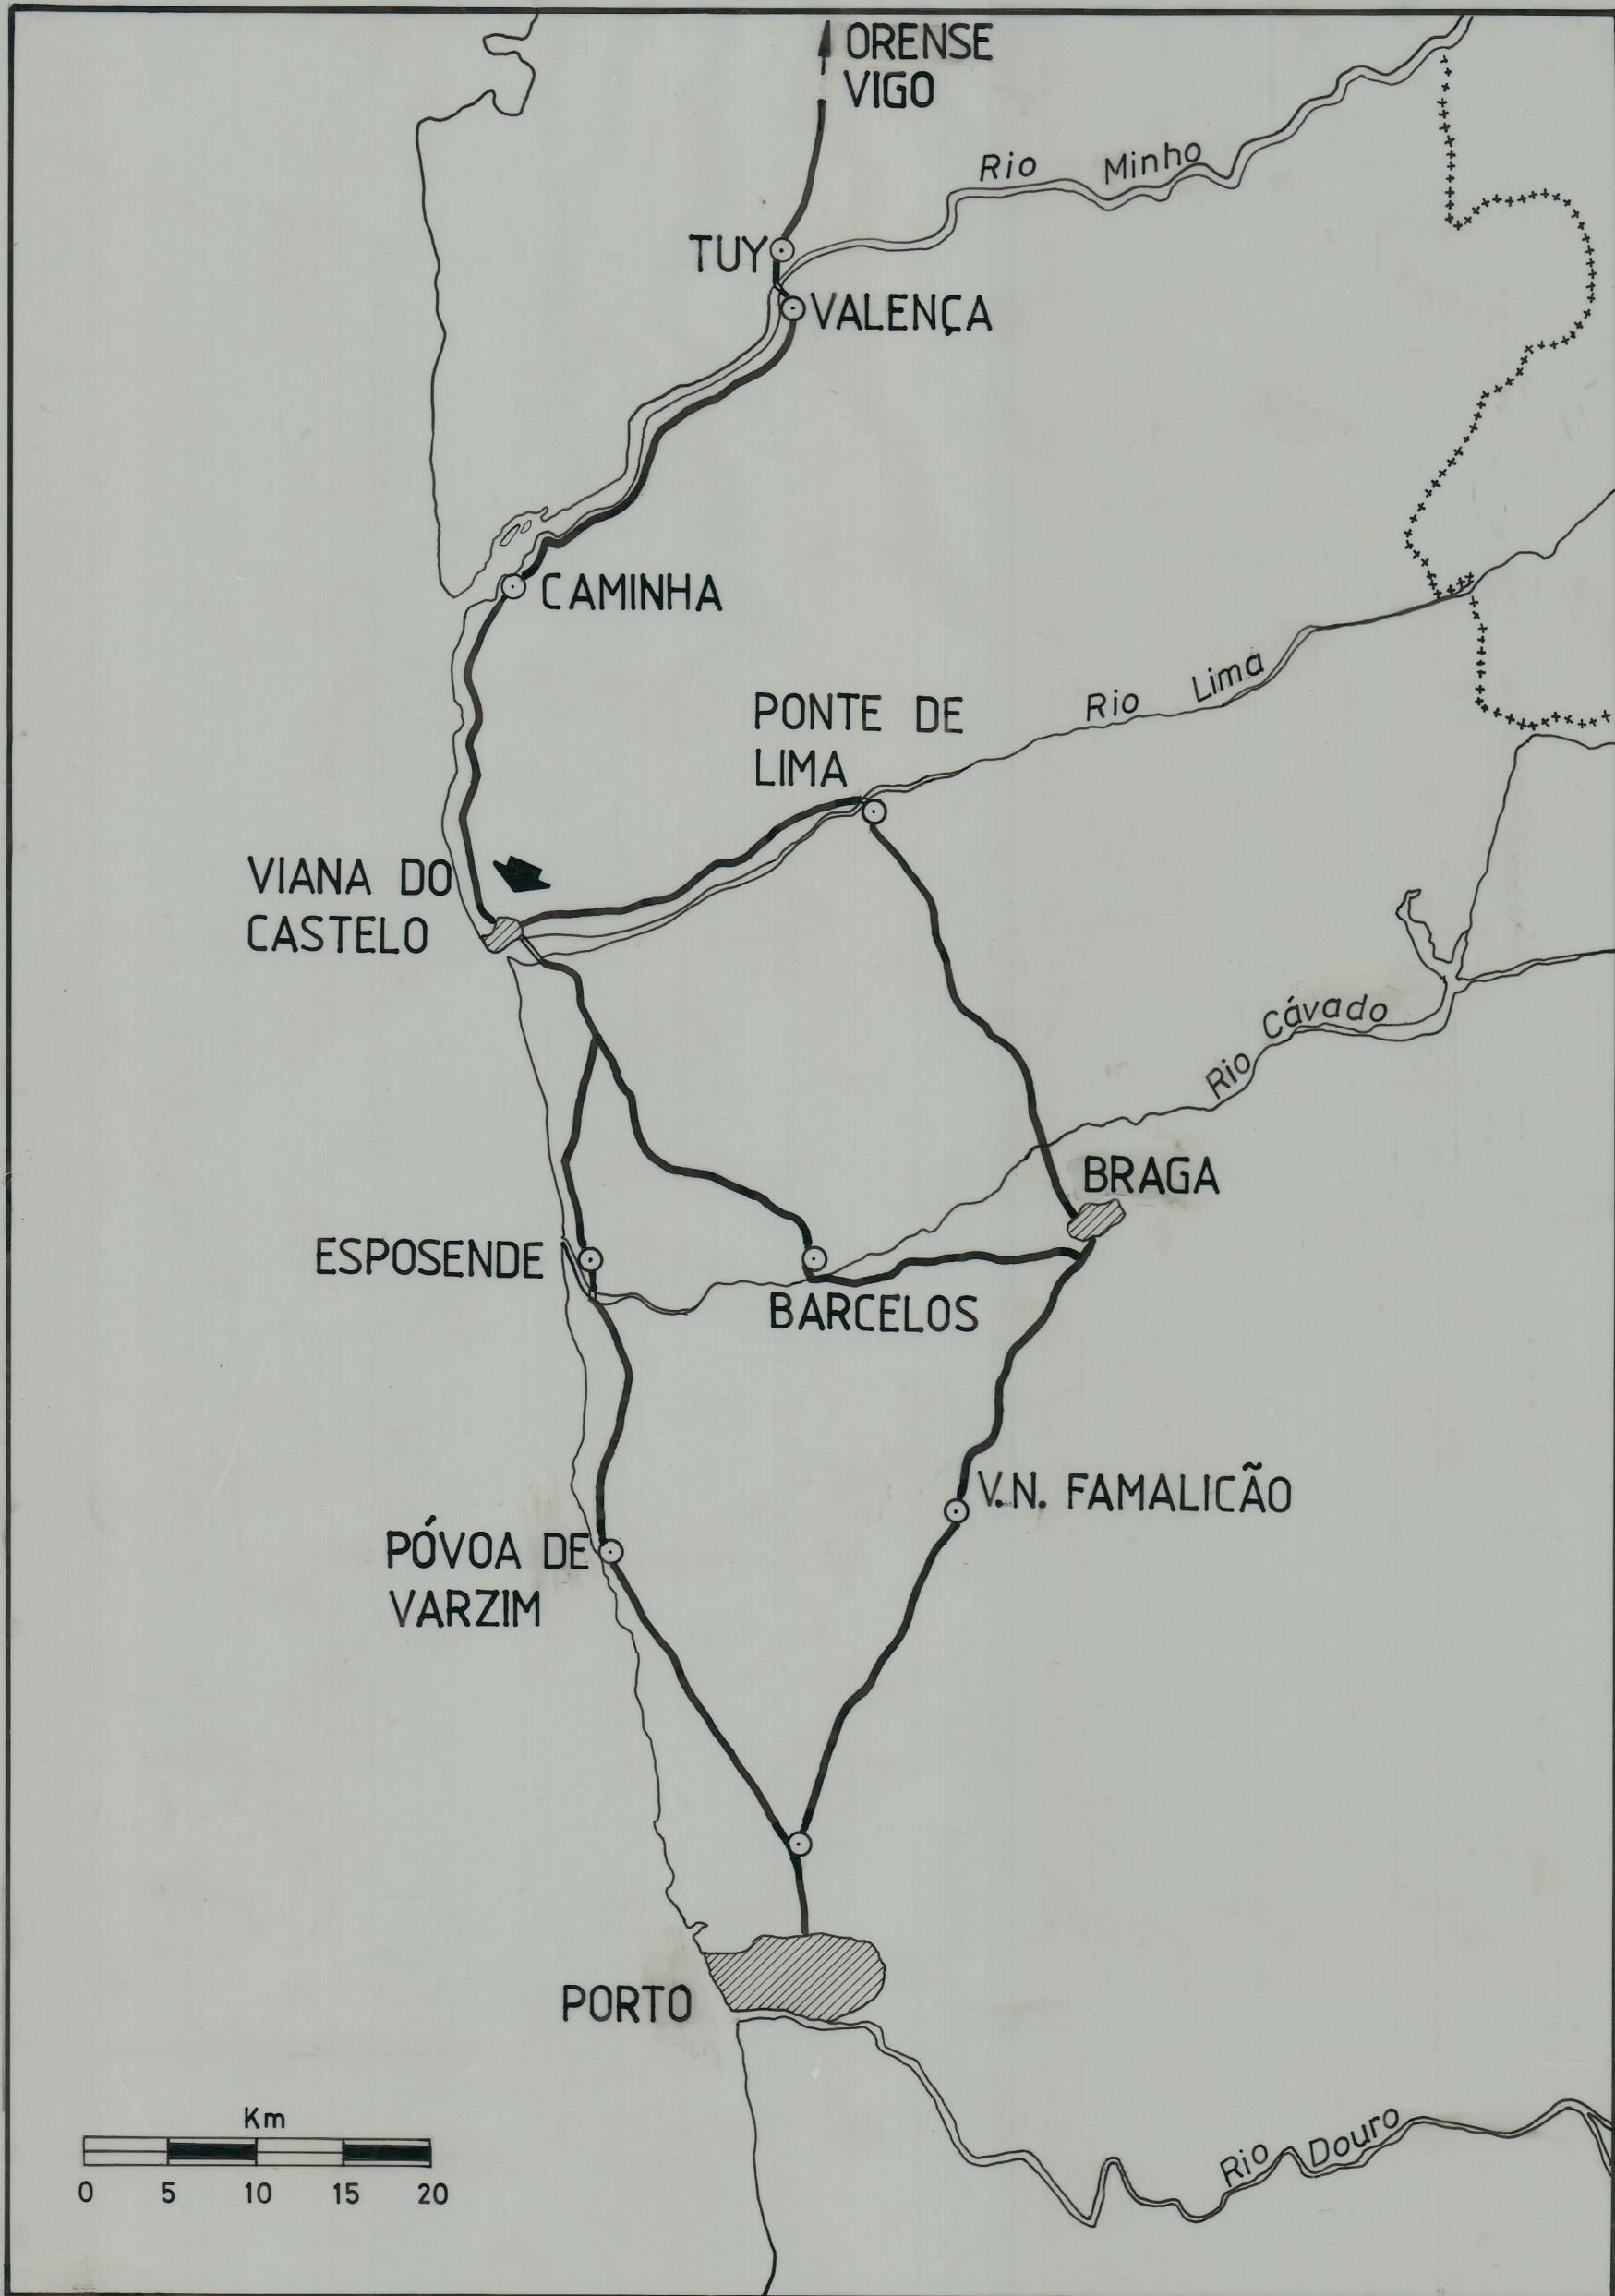 ORENSE
VIGO
Rio Minho
TUY
VALENÇA
CAMINHA
Rio Lima
PONTE DE
LIMA
VIANA DO
CASTELO
Rio Cávado
BRAGA
ESPOSENDE
BARCELOS
V.N. FAMALICÃO
PÓVOA DE
VARZIM
PORTO
Km
0 5 10 15 20
Rio Douro